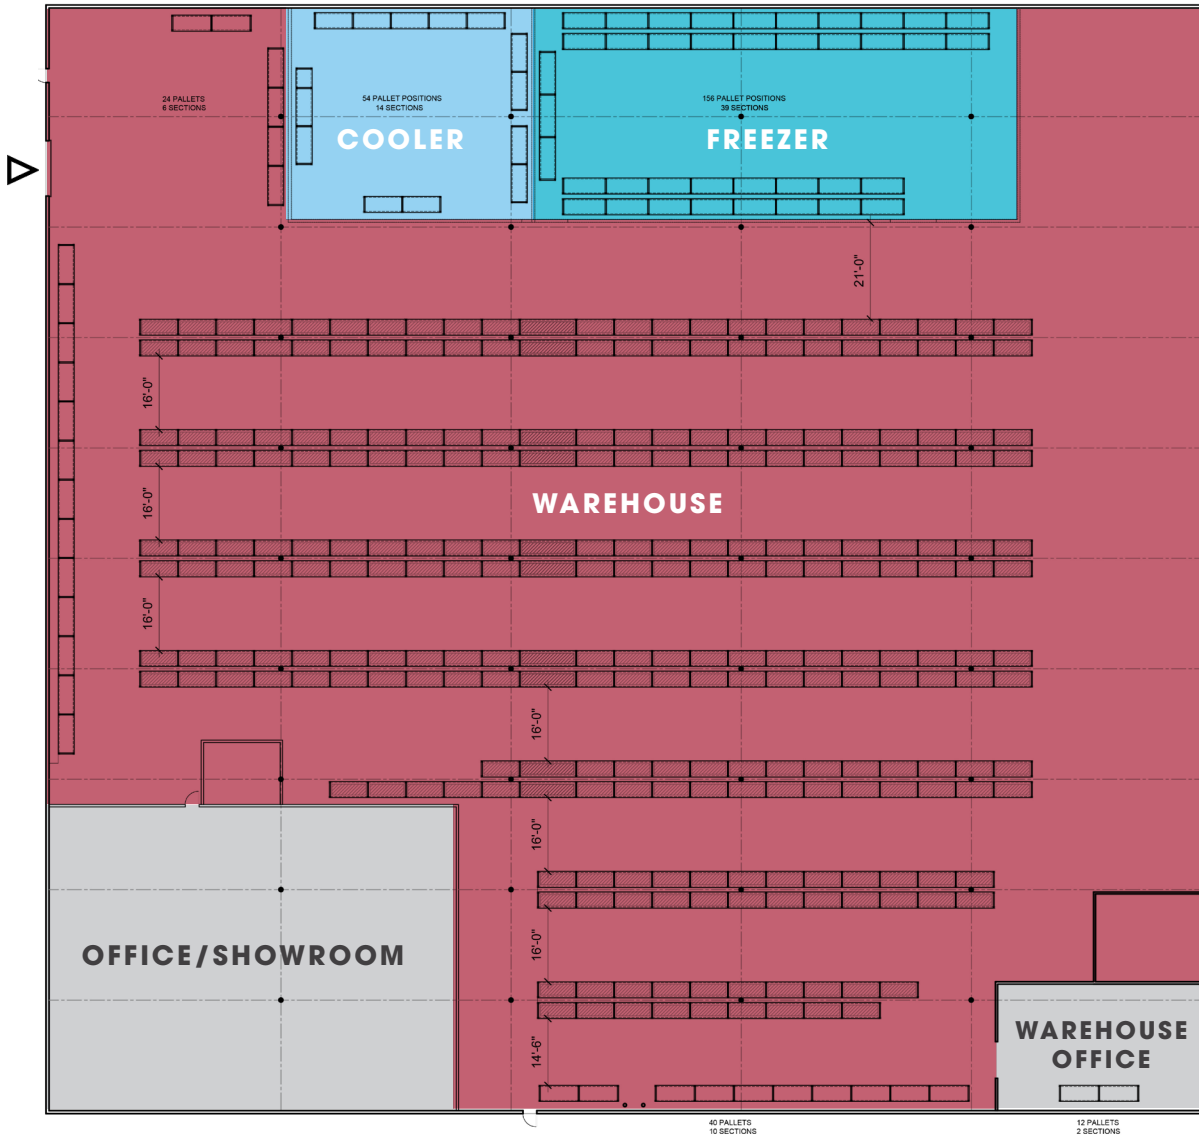 24 PALLETS
6 SECTIONS
54 PALLET POSITIONS
14 SECTIONS
COOLER
156 PALLET POSITIONS
39 SECTIONS
FREEZER
21'-0"
16'-0"
16'-0"
WAREHOUSE
16'-0"
16'-0"
16'-0"
OFFICE/SHOWROOM
16'-0"
14'-6"
WAREHOUSE
OFFICE
40 PALLETS
10 SECTIONS
12 PALLETS
2 SECTIONS